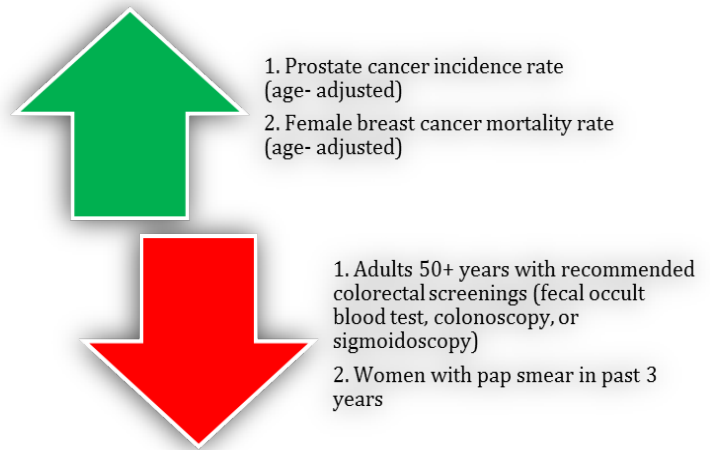 1. Prostate cancer incidence rate
(age- adjusted)
2. Female breast cancer mortality rate
(age- adjusted)
1. Adults 50+ years with recommended
colorectal screenings (fecal occult
blood test, colonoscopy, or
sigmoidoscopy)
2. Women with pap smear in past 3
years